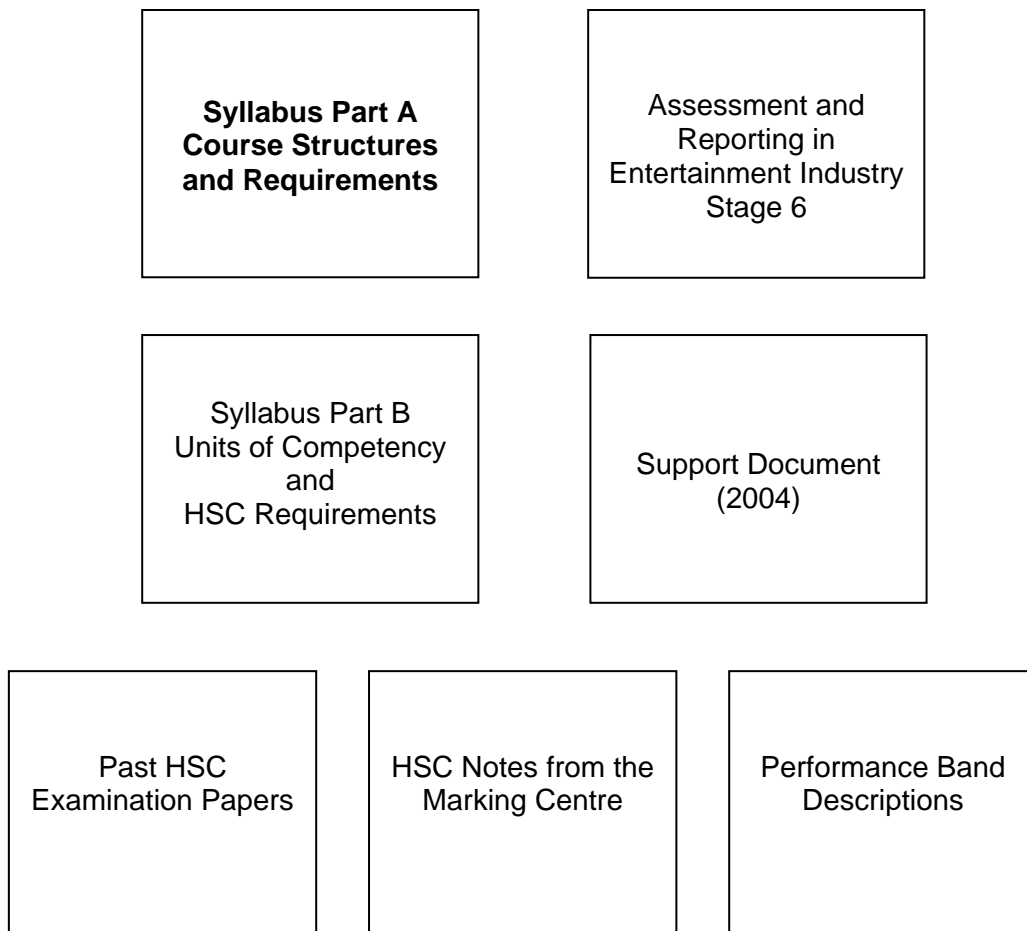 Syllabus Part A
Course Structures
and Requirements
Assessment and
Reporting in
Entertainment Industry
Stage 6
Syllabus Part B
Units of Competency
and
HSC Requirements
Support Document
(2004)
Past HSC
Examination Papers
HSC Notes from the
Marking Centre
Performance Band
Descriptions